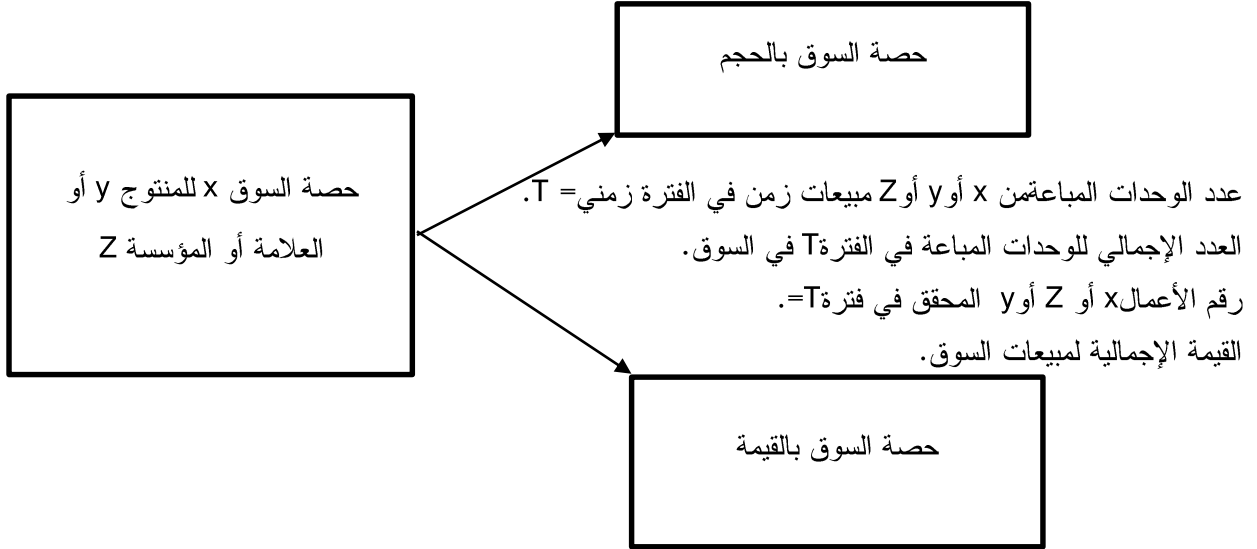 حصة السوق بالحجم
حصة السوق x للمنتوج y أو
العلامة أو المؤسسة Z
عدد الوحدات المباعةمن x أوy أوZ مبيعات زمن في الفترة زمني= T.
العدد الإجمالي للوحدات المباعة في الفترةT في السوق.
رقم الأعمالx أو Z أوy المحقق في فترةT=.
القيمة الإجمالية لمبيعات السوق.
حصة السوق بالقيمة